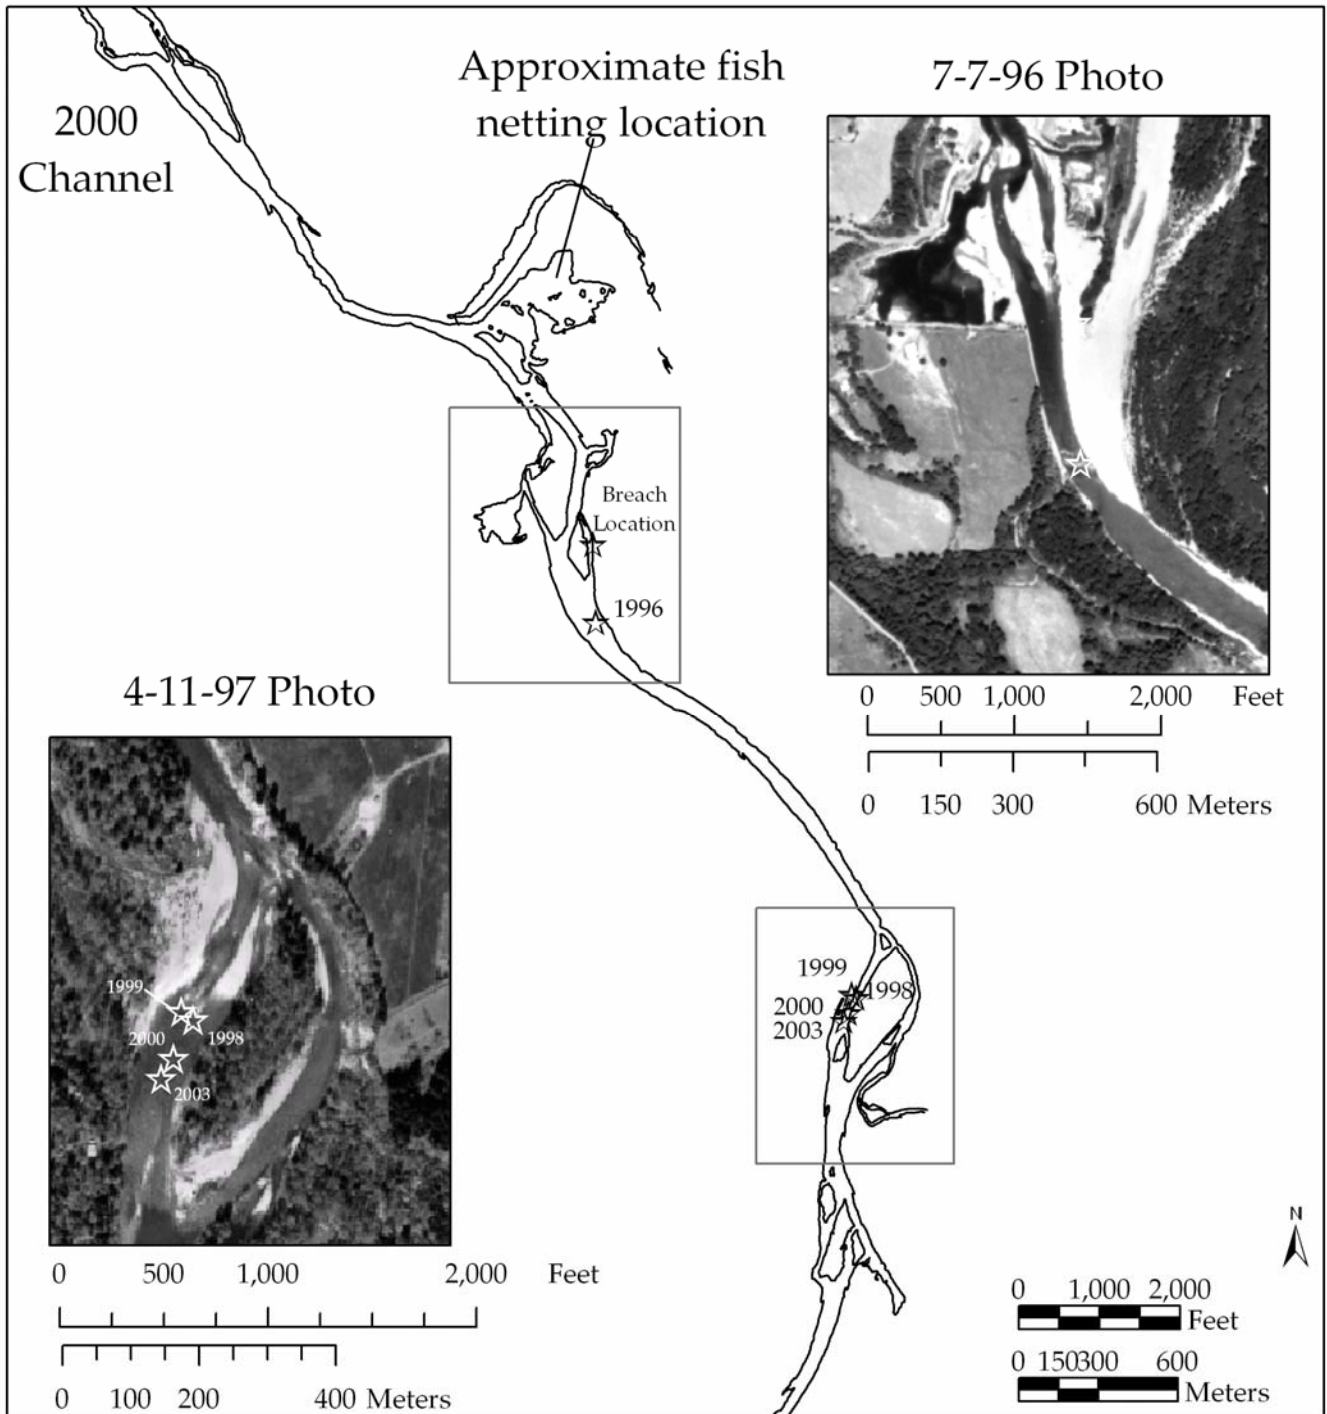 Approximate fish
netting location
7-7-96 Photo
2000
Channel
Breach
Location
1996
0 500 1,000 2,000 Feet
0 150 300 600 Meters
4-11-97 Photo
1999
1998
2000
2003
1999
1998
2000
2003
0 500 1,000 2,000 Feet
0 100 200 400 Meters
N
0 1,000 2,000
Feet
0 150300 600
Meters